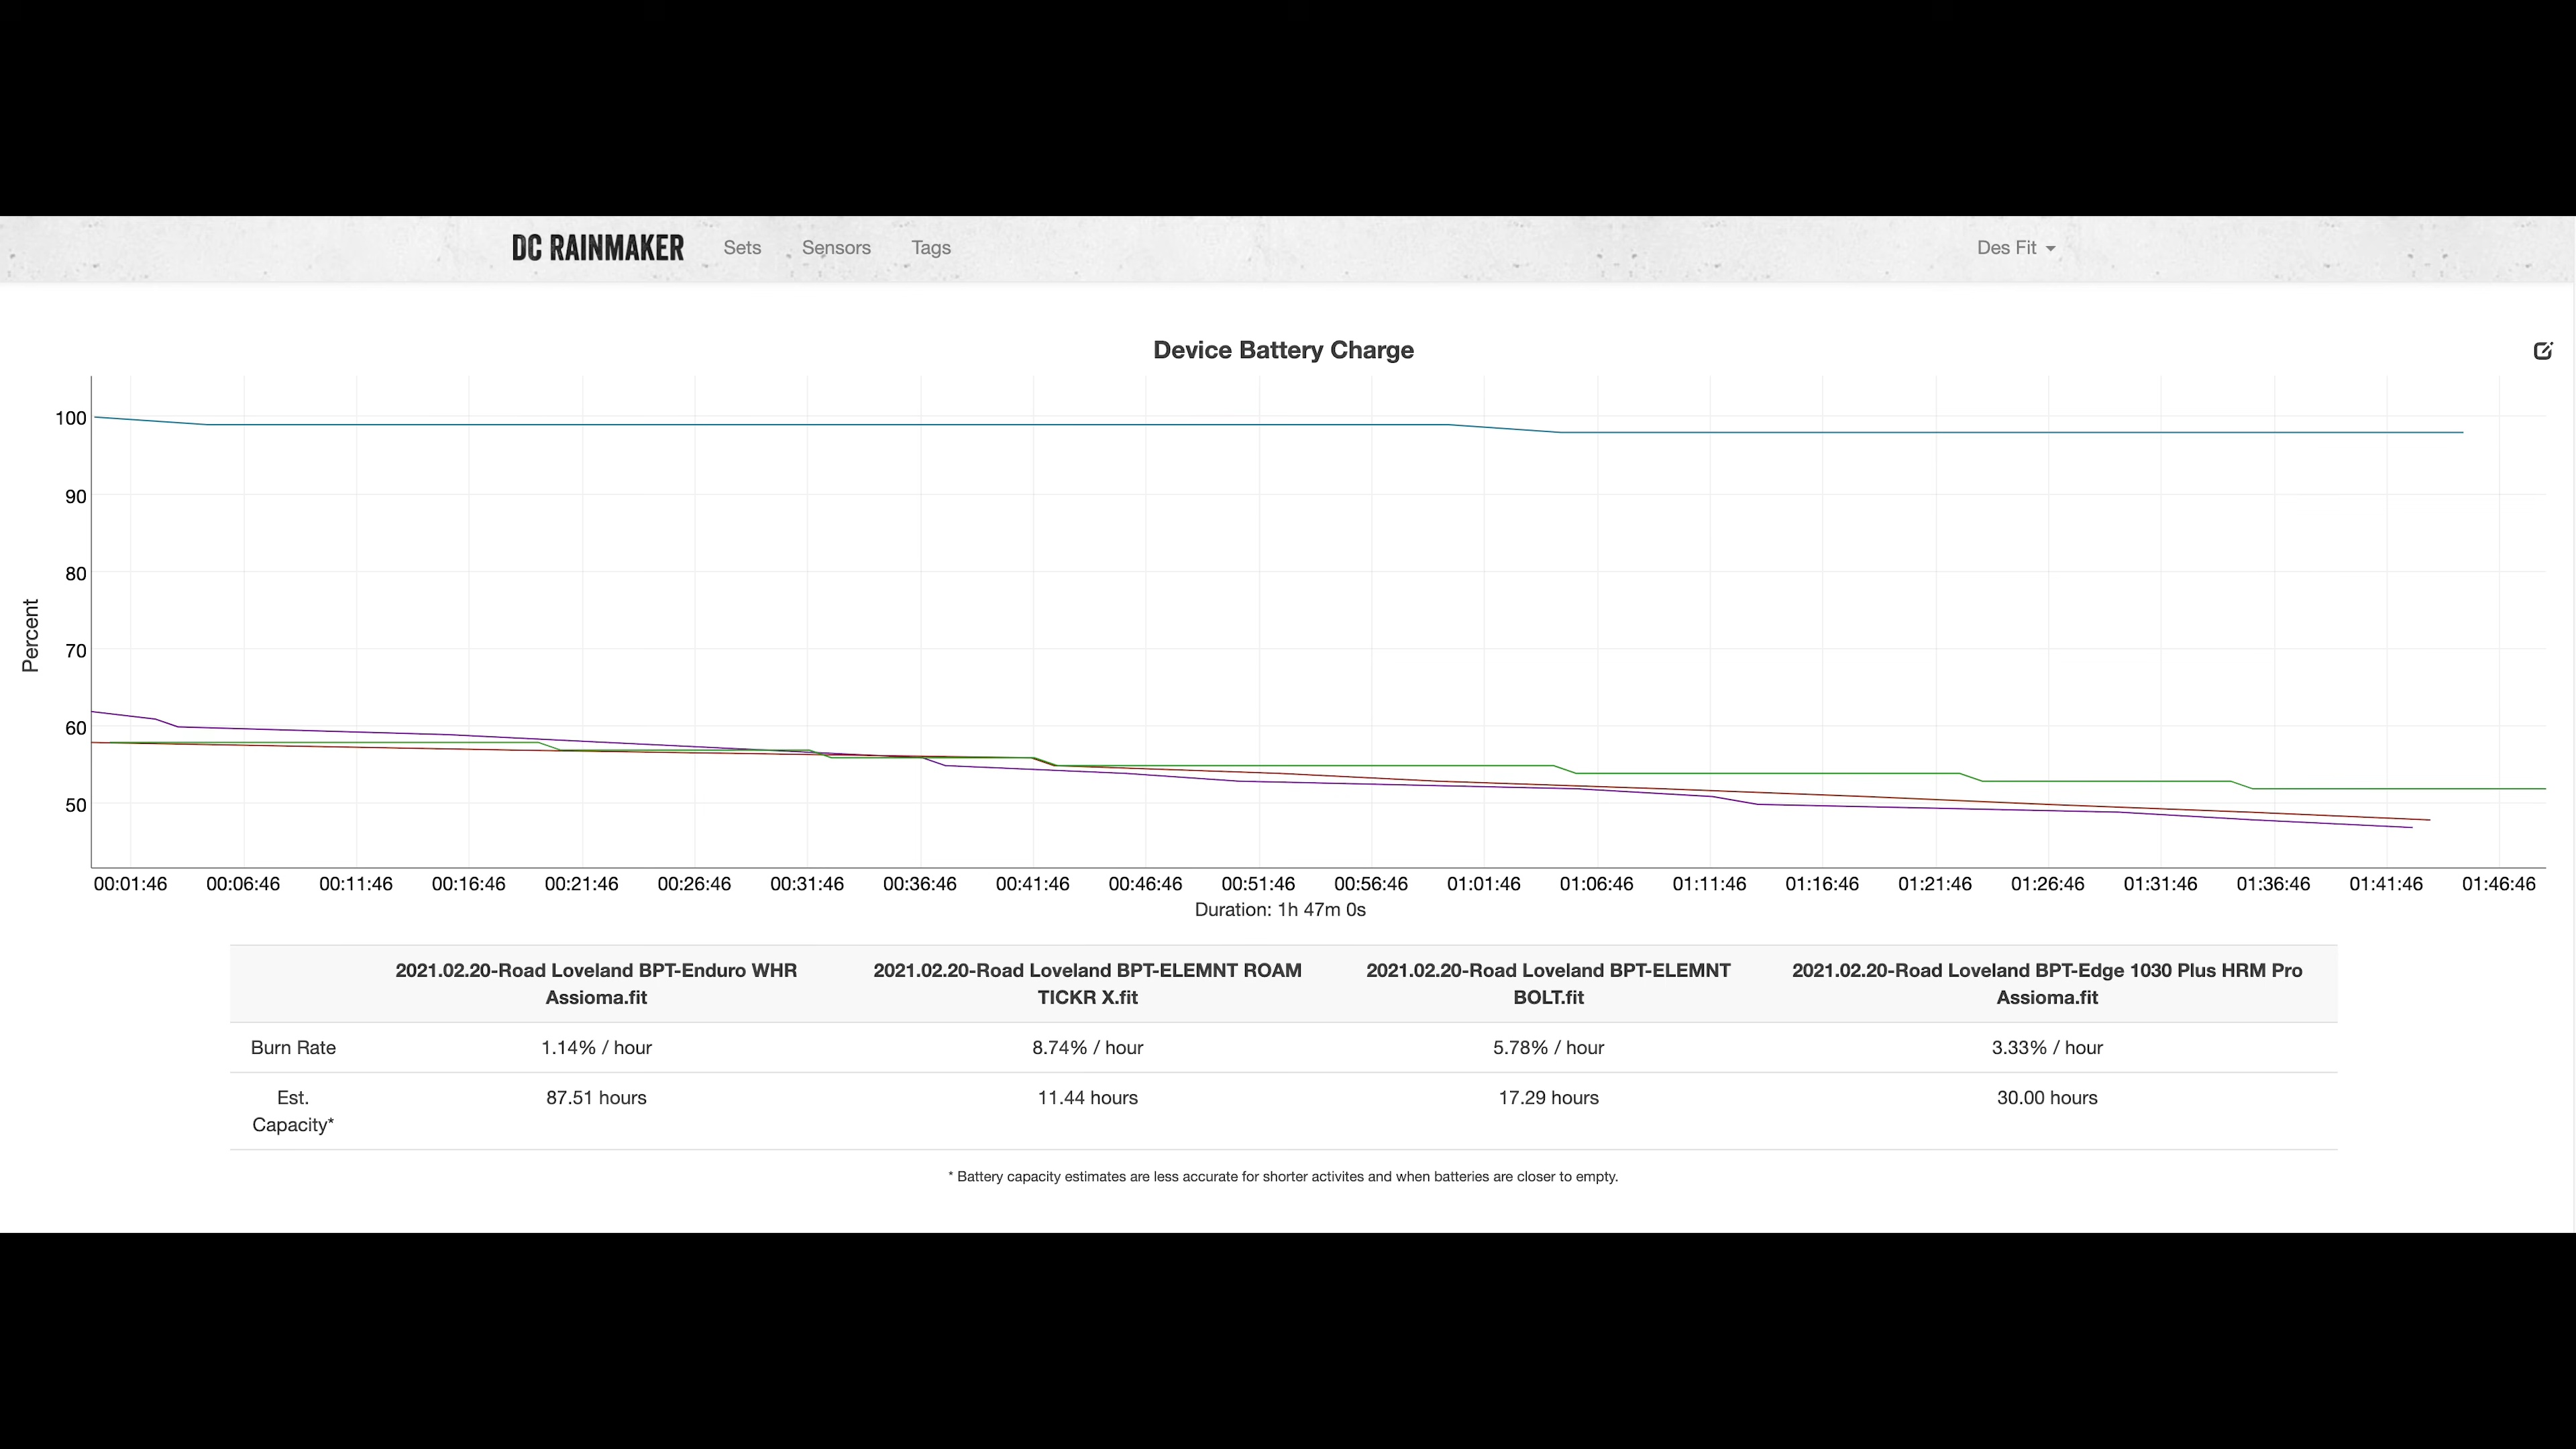 DC RAINMAKER Sets Sensors Tags Des Fit
Device Battery Charge
Percent
100
90
80
70
60
50
00:01:46 00:06:46 00:11:46 00:16:46 00:21:46 00:26:46 00:31:46 00:36:46 00:41:46 00:46:46 00:51:46 00:56:46 01:01:46 01:06:46 01:11:46 01:16:46 01:21:46 01:26:46 01:31:46 01:36:46 01:41:46 01:46:46
Duration: 1h 47m 0s
2021.02.20-Road Loveland BPT-Enduro WHR 2021.02.20-Road Loveland BPT-ELEMNT ROAM 2021.02.20-Road Loveland BPT-ELEMNT 2021.02.20-Road Loveland BPT-Edge 1030 Plus HRM Pro
Assioma.fit TICKR X.fit BOLT.fit Assioma.fit
Burn Rate 1.14% / hour 8.74% / hour 5.78% / hour 3.33% / hour
Est. 87.51 hours 11.44 hours 17.29 hours 30.00 hours
Capacity*
* Battery capacity estimates are less accurate for shorter activites and when batteries are closer to empty.